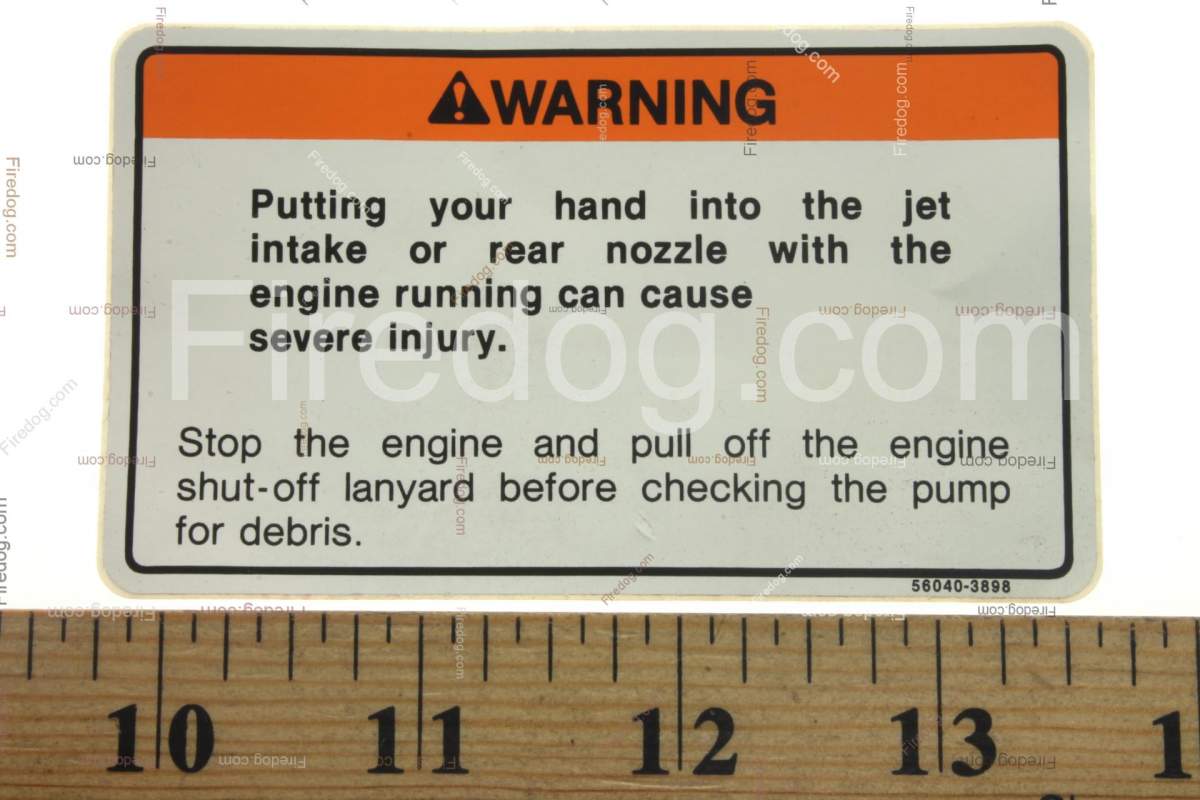 WARNING
Putting your hand into the jet
intake or rear nozzle with the
engine running can cause
severe injury.
Firedog.com
Stop the engine and pull off the engine
shut-off lanyard before checking the pump
for debris.
56040-3898
10 11 12 13 1